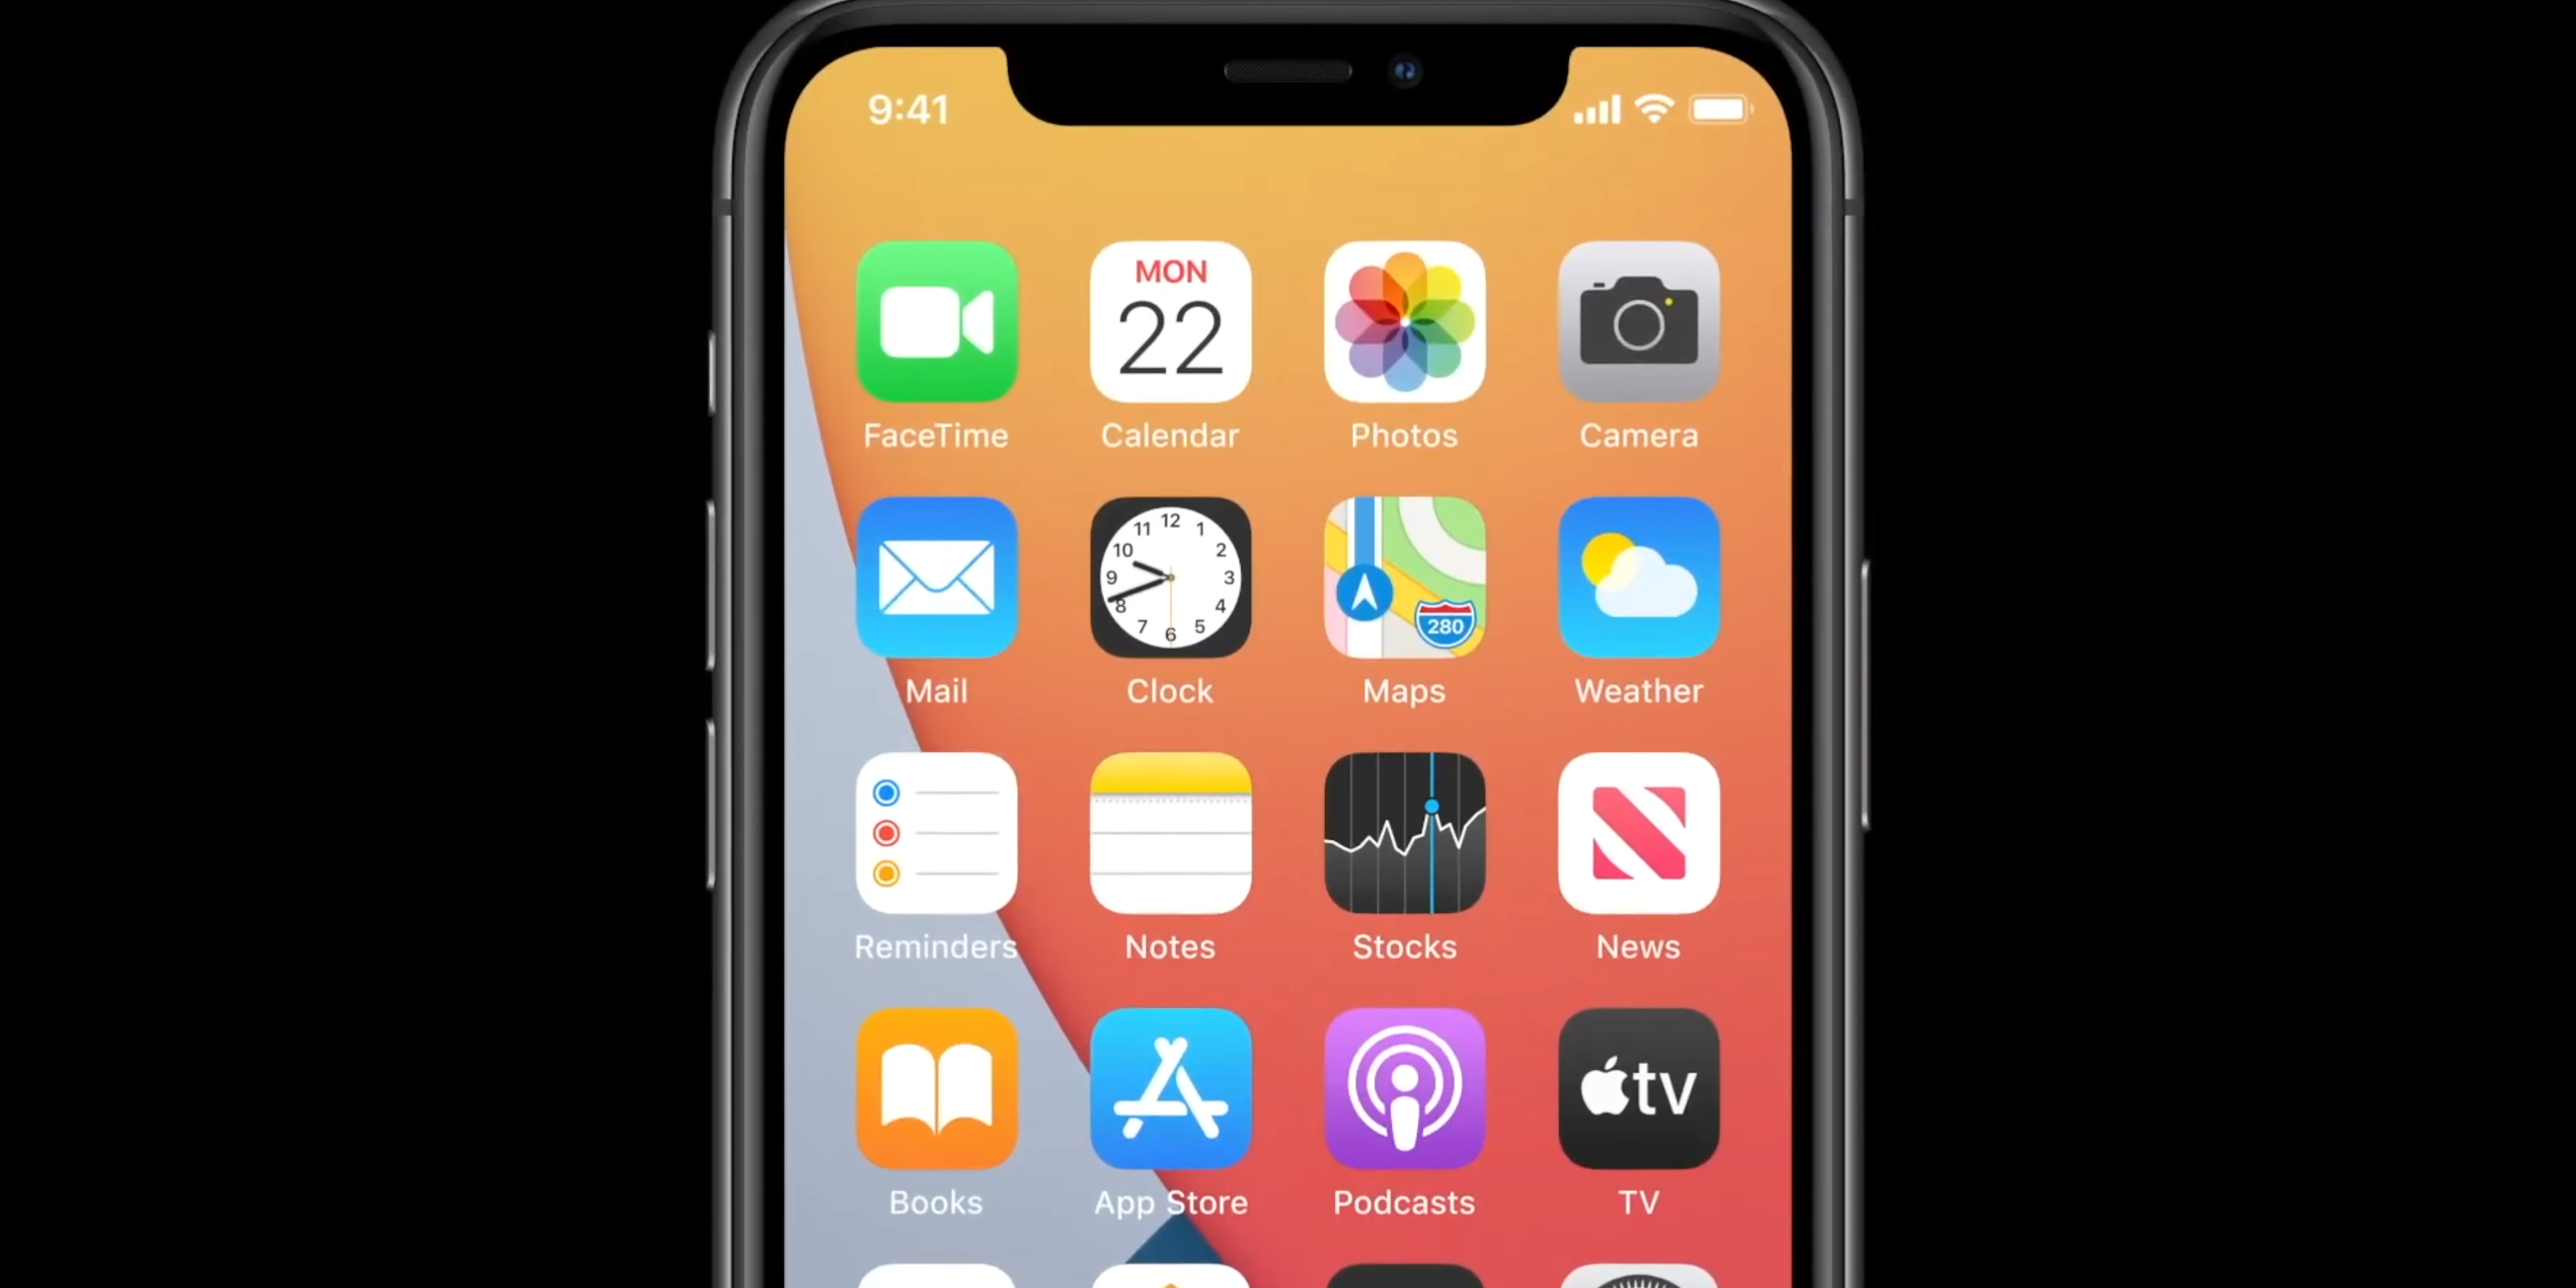 9:41
MON
22
FaceTime Calendar Photos Camera
12
11 1
10 2
9 3
8 4
7 5
6
280
Mail Clock Maps Weather
Reminders Notes Stocks News
tv
Books App Store Podcasts TV